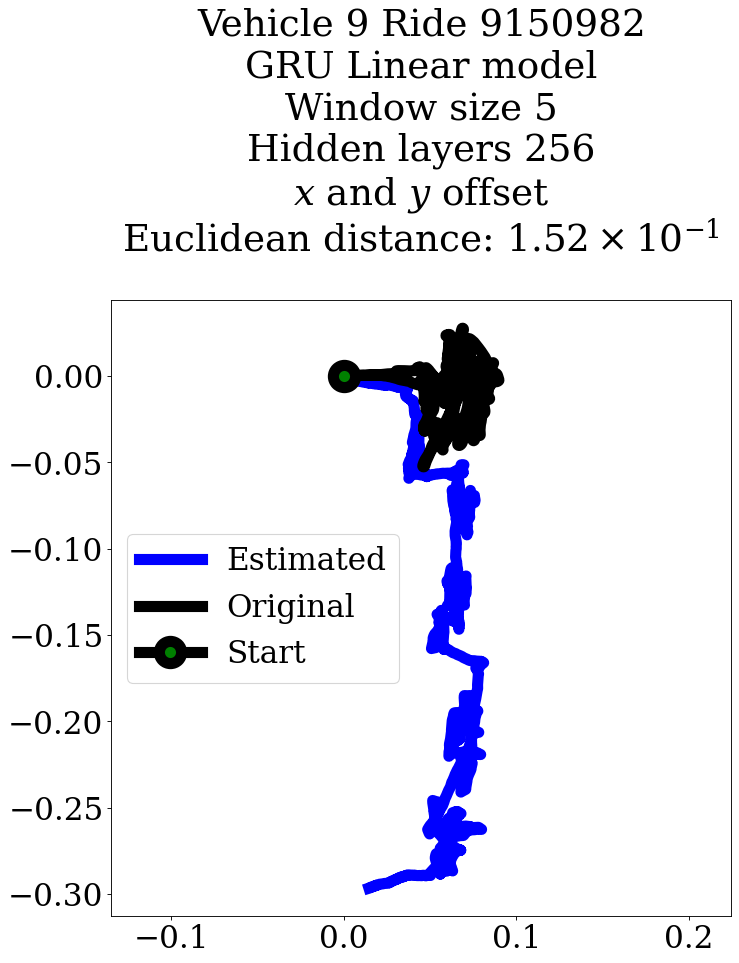 Vehicle 9 Ride 9150982
GRU Linear model
Window size 5
Hidden layers 256
x and y offset
Euclidean distance: 1.52 × 10⁻¹
0.00
−0.05
−0.10
−0.15
−0.20
−0.25
−0.30
Estimated
Original
Start
−0.1
0.0
0.1
0.2